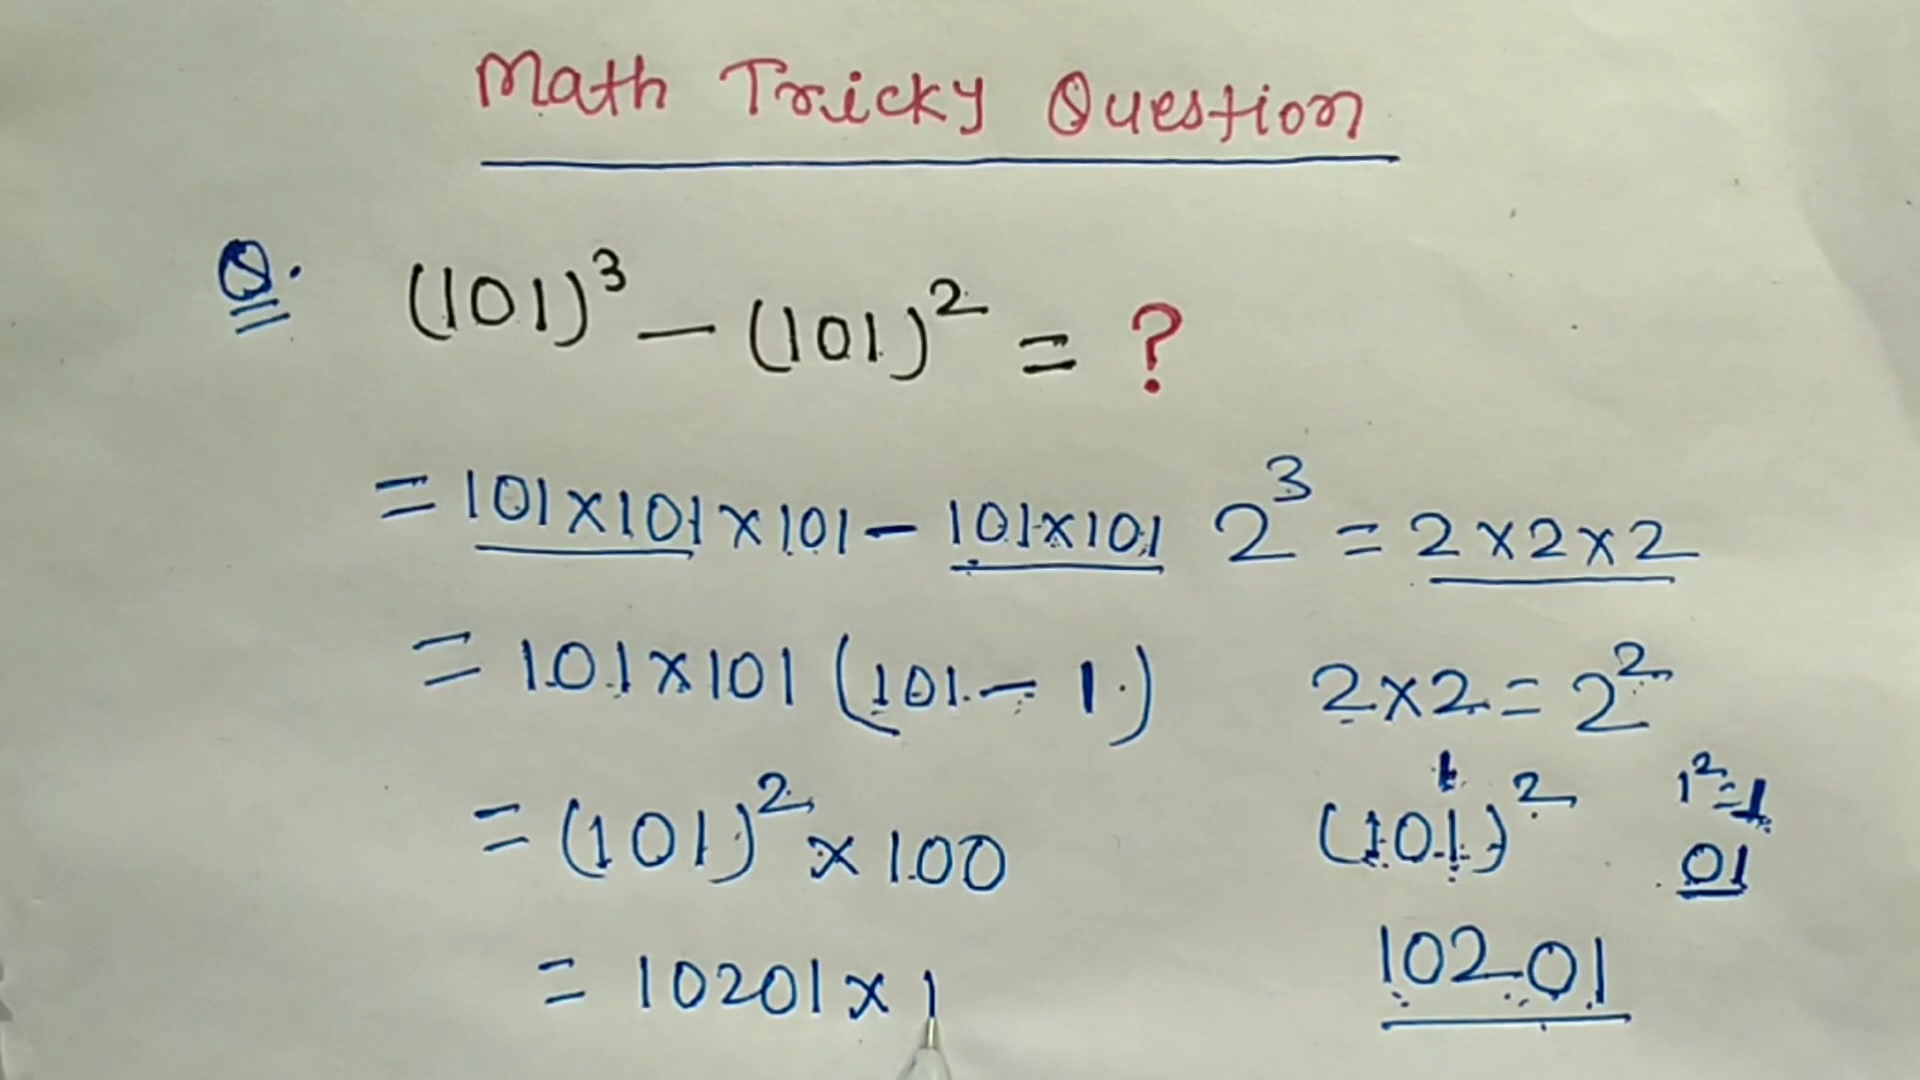 Math Tricky Question
Q. (101)³ - (101)² = ?
= 101×101×101 - 101×101
2³ = 2×2×2
= 101×101 (101 - 1)
2×2 = 2²
= (101)² × 100
(101)² 1² = 1
1
01
= 10201 × 1
10201